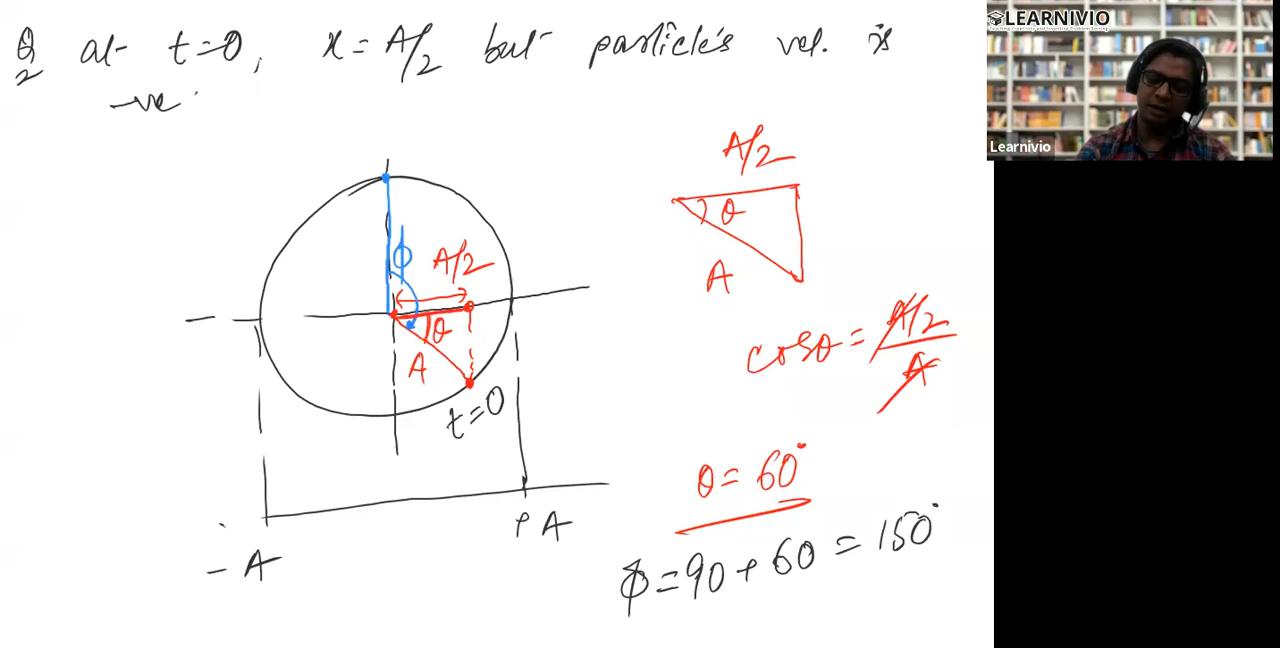 Q2 at t=0, x=A/2 but particle's vel. is
-ve.
LEARNIVIO
Learnivio
A/2
θ
A
ϕ
A/2
θ
A
t=0
cosθ = A/2 / A
θ = 60°
ϕ = 90 + 60 = 150°
-A
+A